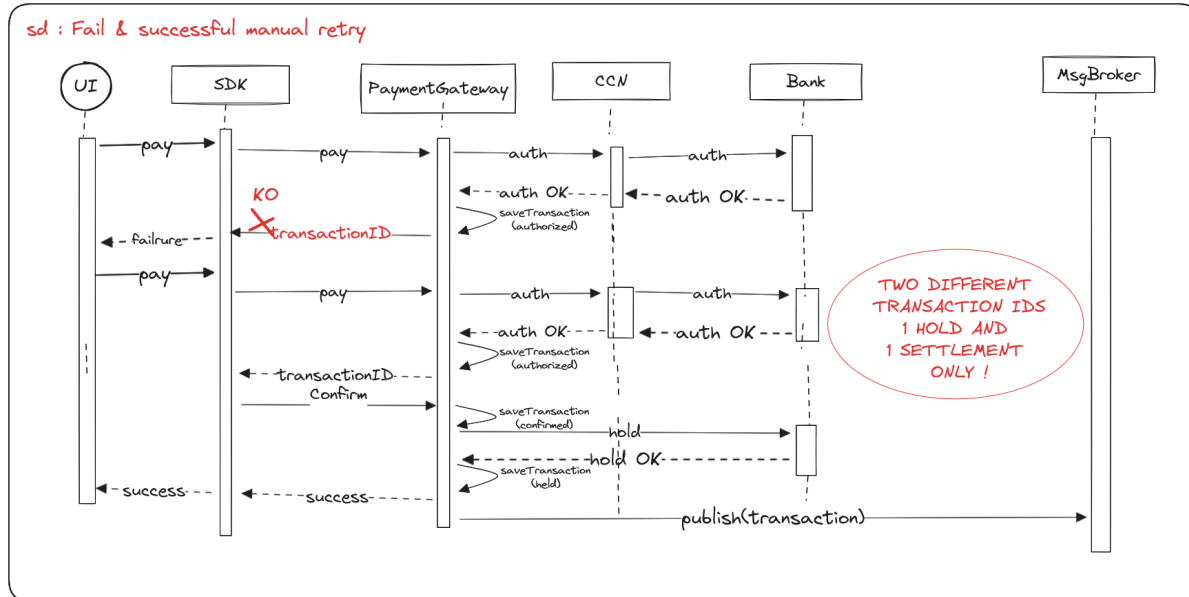 sd : Fail & successful manual retry
UI
SDK
PaymentGateway
CCN
Bank
MsgBroker
pay
pay
auth
auth
auth OK
auth OK
KO
saveTransaction
(authorized)
transactionID
failrure
pay
pay
auth
auth
TWO DIFFERENT
TRANSACTION IDS
1 HOLD AND
1 SETTLEMENT
ONLY !
auth OK
auth OK
saveTransaction
(authorized)
transactionID
Confirm
saveTransaction
(confirmed)
hold
hold OK
saveTransaction
(held)
success
success
publish(transaction)